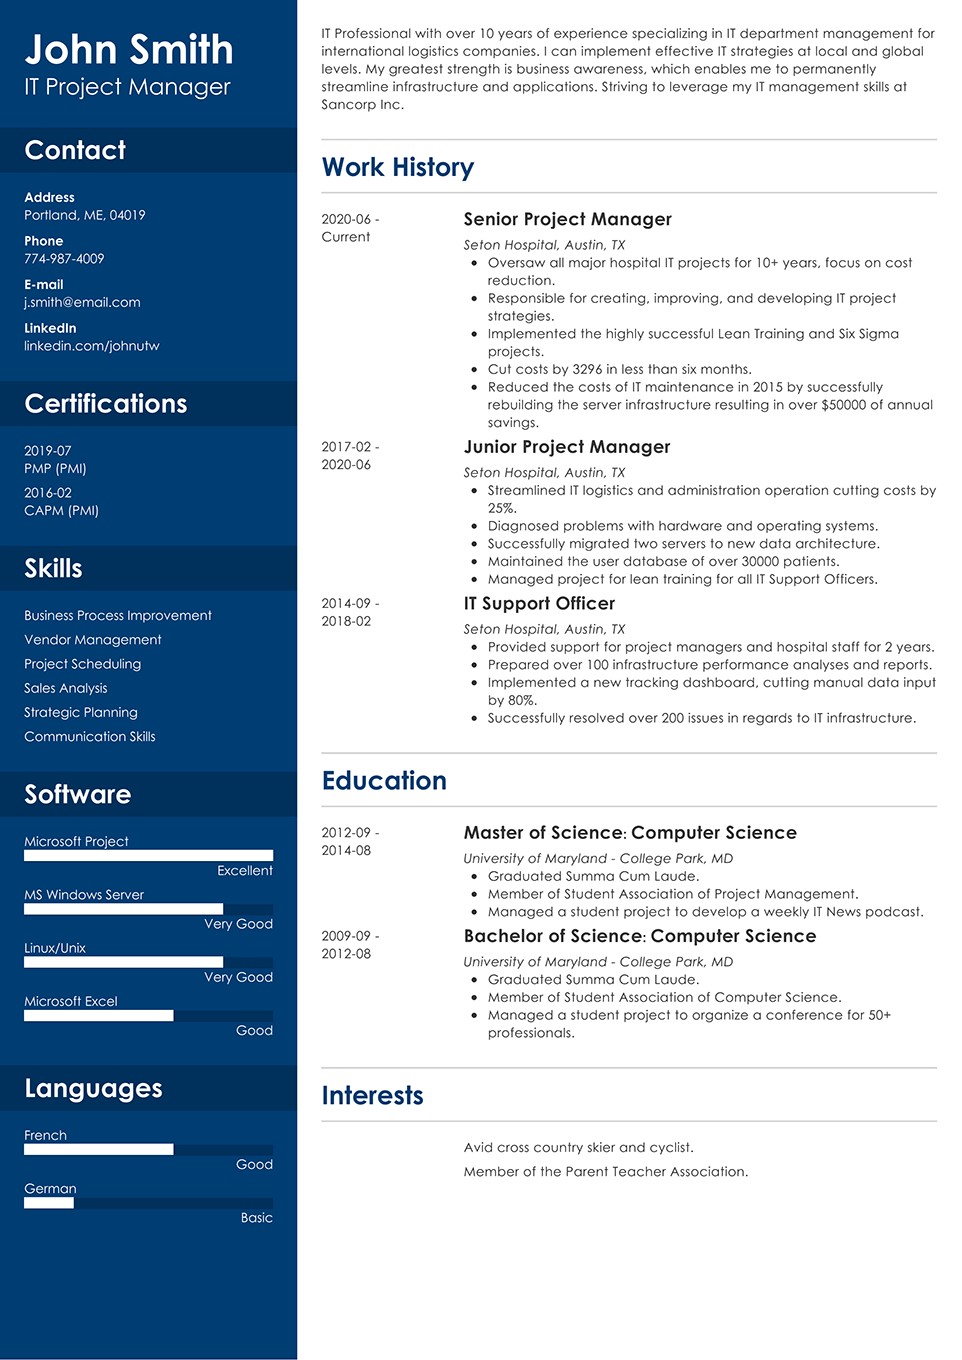 John Smith
IT Project Manager
Contact
Address
Portland, ME, 04019
Phone
774-987-4009
E-mail
j.smith@email.com
LinkedIn
linkedin.com/johnutw
Certifications
2019-07
PMP (PMI)
2016-02
CAPM (PMI)
Skills
Business Process Improvement
Vendor Management
Project Scheduling
Sales Analysis
Strategic Planning
Communication Skills
Software
Microsoft Project
Excellent
MS Windows Server
Very Good
Linux/Unix
Very Good
Microsoft Excel
Good
Languages
French
Good
German
Basic
IT Professional with over 10 years of experience specializing in IT department management for
international logistics companies. I can implement effective IT strategies at local and global
levels. My greatest strength is business awareness, which enables me to permanently
streamline infrastructure and applications. Striving to leverage my IT management skills at
Sancorp Inc.
Work History
2020-06 -
Current
Senior Project Manager
Seton Hospital, Austin, TX
• Oversaw all major hospital IT projects for 10+ years, focus on cost
reduction.
• Responsible for creating, improving, and developing IT project
strategies.
• Implemented the highly successful Lean Training and Six Sigma
projects.
• Cut costs by 3296 in less than six months.
• Reduced the costs of IT maintenance in 2015 by successfully
rebuilding the server infrastructure resulting in over $50000 of annual
savings.
2017-02 -
2020-06
Junior Project Manager
Seton Hospital, Austin, TX
• Streamlined IT logistics and administration operation cutting costs by
25%.
• Diagnosed problems with hardware and operating systems.
• Successfully migrated two servers to new data architecture.
• Maintained the user database of over 30000 patients.
• Managed project for lean training for all IT Support Officers.
2014-09 -
2018-02
IT Support Officer
Seton Hospital, Austin, TX
• Provided support for project managers and hospital staff for 2 years.
• Prepared over 100 infrastructure performance analyses and reports.
• Implemented a new tracking dashboard, cutting manual data input
by 80%.
• Successfully resolved over 200 issues in regards to IT infrastructure.
Education
2012-09 -
2014-08
Master of Science: Computer Science
University of Maryland - College Park, MD
• Graduated Summa Cum Laude.
• Member of Student Association of Project Management.
• Managed a student project to develop a weekly IT News podcast.
2009-09 -
2012-08
Bachelor of Science: Computer Science
University of Maryland - College Park, MD
• Graduated Summa Cum Laude.
• Member of Student Association of Computer Science.
• Managed a student project to organize a conference for 50+
professionals.
Interests
Avid cross country skier and cyclist.
Member of the Parent Teacher Association.